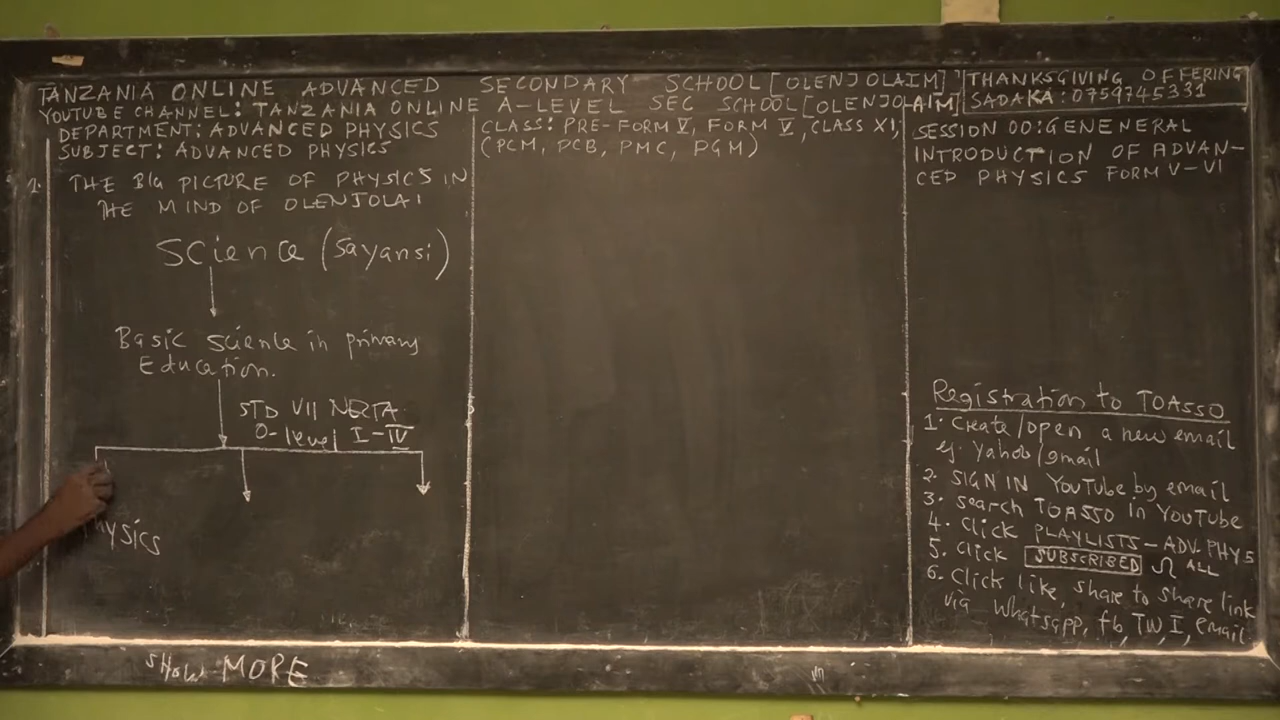 TANZANIA ONLINE ADVANCED SECONDARY SCHOOL [OLENJOLAIM]
YOUTUBE CHANNEL: TANZANIA ONLINE A-LEVEL SEC SCHOOL [OLENJOLAIM]
DEPARTMENT: ADVANCED PHYSICS
SUBJECT: ADVANCED PHYSICS
CLASS: PRE-FORM V, FORM V, CLASS XI,
(PCM, PCB, PMC, PGM)
THANKSGIVING OFFERING
SADAKA: 0759745331
SESSION 00: GENENERAL
INTRODUCTION OF ADVAN-
CED PHYSICS FORM V-VI
1. THE BIG PICTURE OF PHYSICS IN
THE MIND OF OLENJOLAI
Science (Sayansi)
Basic science in primary
Education.
STD VII NECTA
O-level I-IV
hysics
Registration to TOASSO
1. Create/open a new email
eg Yahoo/gmail
2. SIGN IN YouTube by email
3. Search TOASSO in YOUTUBE
4. Click PLAYLISTS - ADV. PHYS
5. Click SUBSCRIBED ALL
6. Click like, share to share link
via Whatsapp, fb, TW, I, email
SHOW MORE